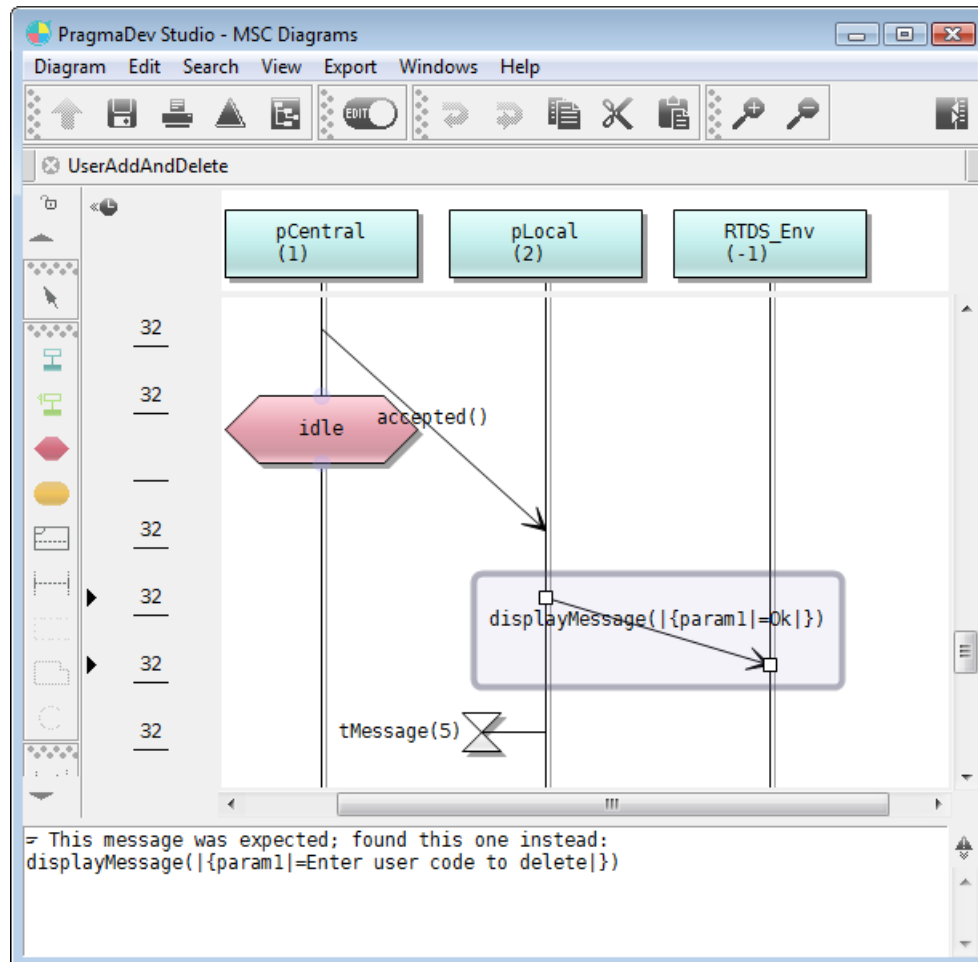 PragmaDev Studio - MSC Diagrams
Diagram Edit Search View Export Windows Help
EDIT
UserAddAndDelete
pCentral
(1)
pLocal
(2)
RTDS_Env
(-1)
32
32
accepted()
idle
32
32
displayMessage(|{param1|=Ok|})
32
32
tMessage(5)
= This message was expected; found this one instead:
displayMessage(|{param1|=Enter user code to delete|})